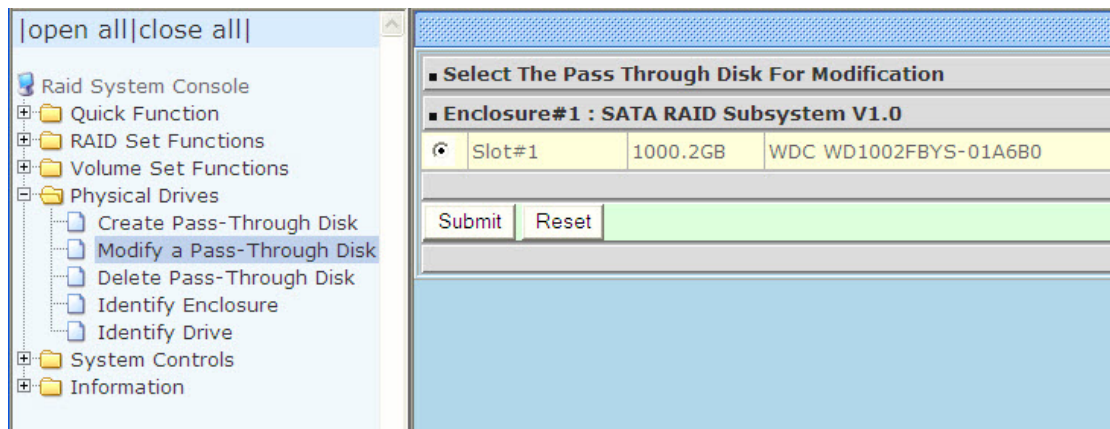 |open all|close all|
Raid System Console
Quick Function
RAID Set Functions
Volume Set Functions
Physical Drives
Create Pass-Through Disk
Modify a Pass-Through Disk
Delete Pass-Through Disk
Identify Enclosure
Identify Drive
System Controls
Information
Select The Pass Through Disk For Modification
Enclosure#1 : SATA RAID Subsystem V1.0
Slot#1 1000.2GB WDC WD1002FBYS-01A6B0
Submit Reset